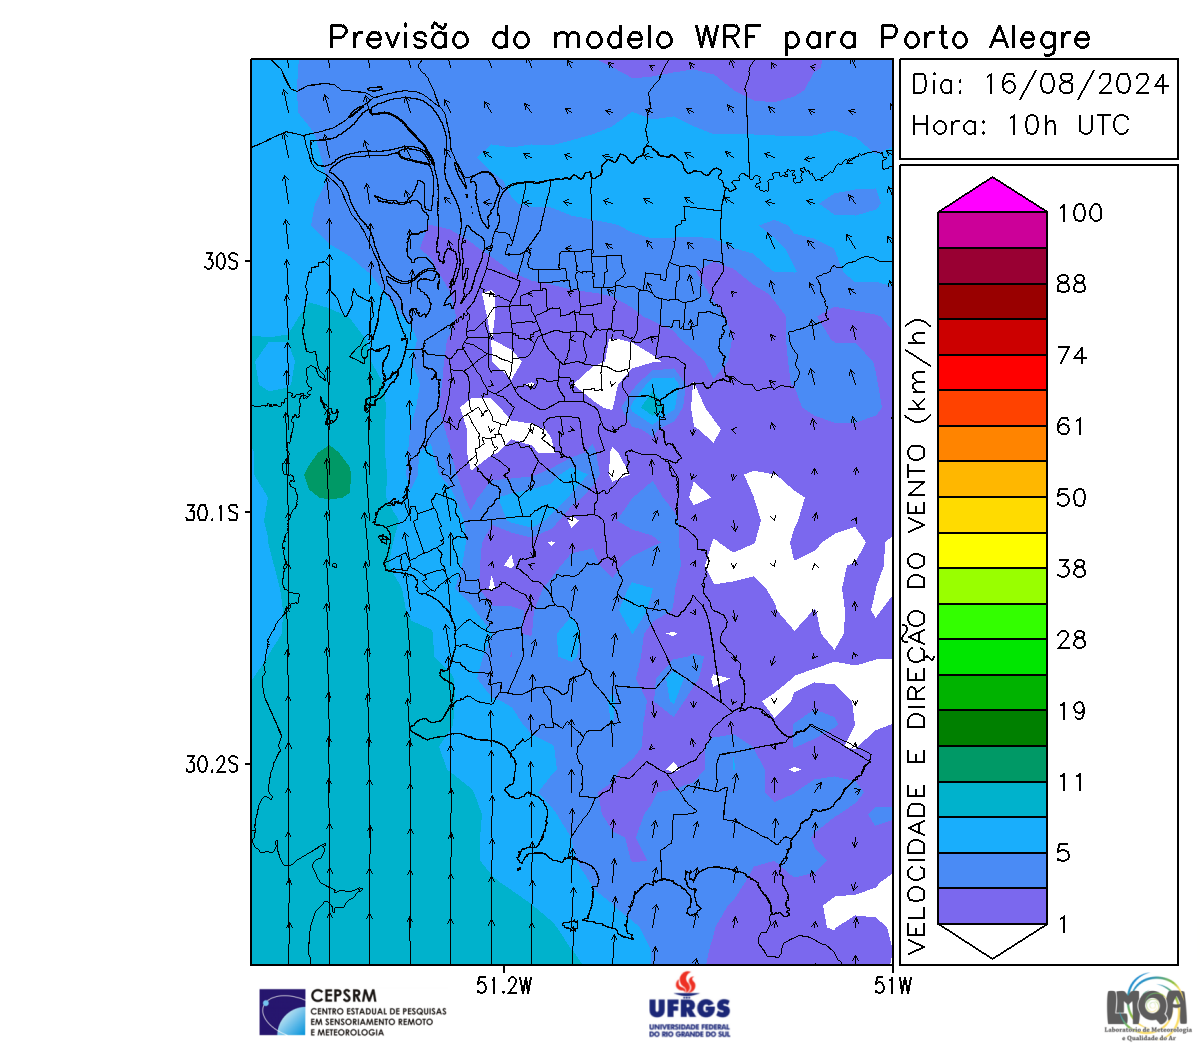 Previsão do modelo WRF para Porto Alegre
Dia: 16/08/2024
Hora: 10h UTC
30S
30.1S
30.2S
51.2W
51W
VELOCIDADE E DIREÇÃO DO VENTO (km/h)
100
88
74
61
50
38
28
19
11
5
1
CEPSRM
CENTRO ESTADUAL DE PESQUISAS
EM SENSORIAMENTO REMOTO
E METEOROLOGIA
UFRGS
UNIVERSIDADE FEDERAL
DO RIO GRANDE DO SUL
LMQA
Laboratório de Meteorologia
e Qualidade do Ar